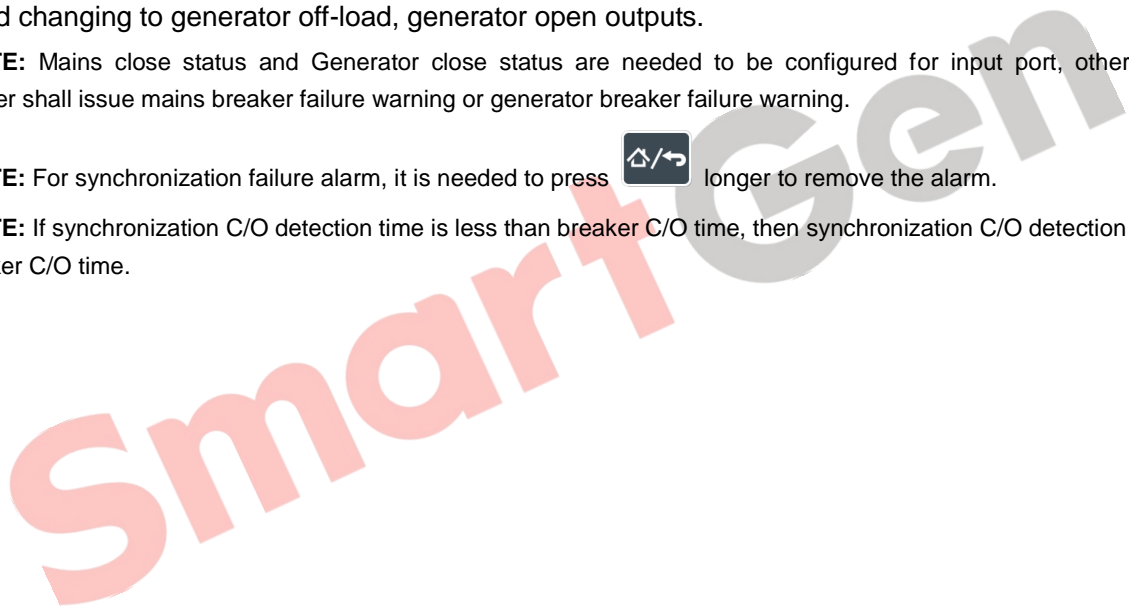 d changing to generator off-load, generator open outputs.
TE: Mains close status and Generator close status are needed to be configured for input port, other
er shall issue mains breaker failure warning or generator breaker failure warning.
TE: For synchronization failure alarm, it is needed to press longer to remove the alarm.
TE: If synchronization C/O detection time is less than breaker C/O time, then synchronization C/O detection
ker C/O time.
SmartGen